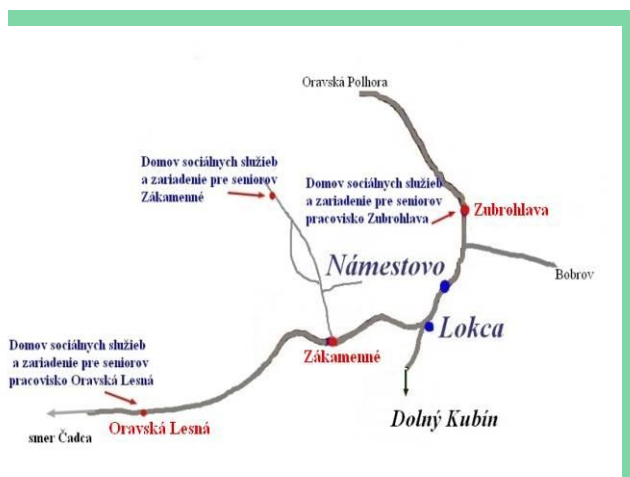 Oravská Polhora
Domov sociálnych služieb
a zariadenie pre seniorov
Zákamenné
Domov sociálnych služieb
a zariadenie pre seniorov
pracovisko Zubrohlava
Zubrohlava
Námestovo
Bobrov
Lokca
Zákamenné
Domov sociálnych služieb
a zariadenie pre seniorov
pracovisko Oravská Lesná
Oravská Lesná
smer Čadca
Dolný Kubín